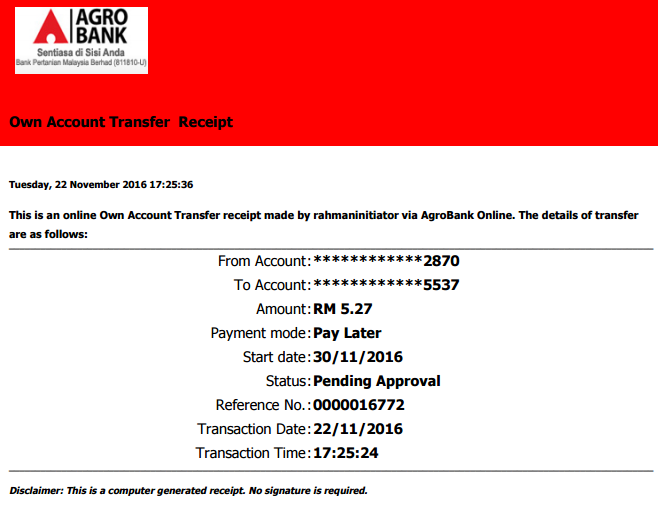 AGRO
BANK
Sentiasa di Sisi Anda
Bank Pertanian Malaysia Berhad (811810-U)
Own Account Transfer Receipt
Tuesday, 22 November 2016 17:25:36
This is an online Own Account Transfer receipt made by rahmaninitiator via AgroBank Online. The details of transfer
are as follows:
From Account: ************2870
To Account: ************5537
Amount: RM 5.27
Payment mode: Pay Later
Start date: 30/11/2016
Status: Pending Approval
Reference No.: 0000016772
Transaction Date: 22/11/2016
Transaction Time: 17:25:24
Disclaimer: This is a computer generated receipt. No signature is required.